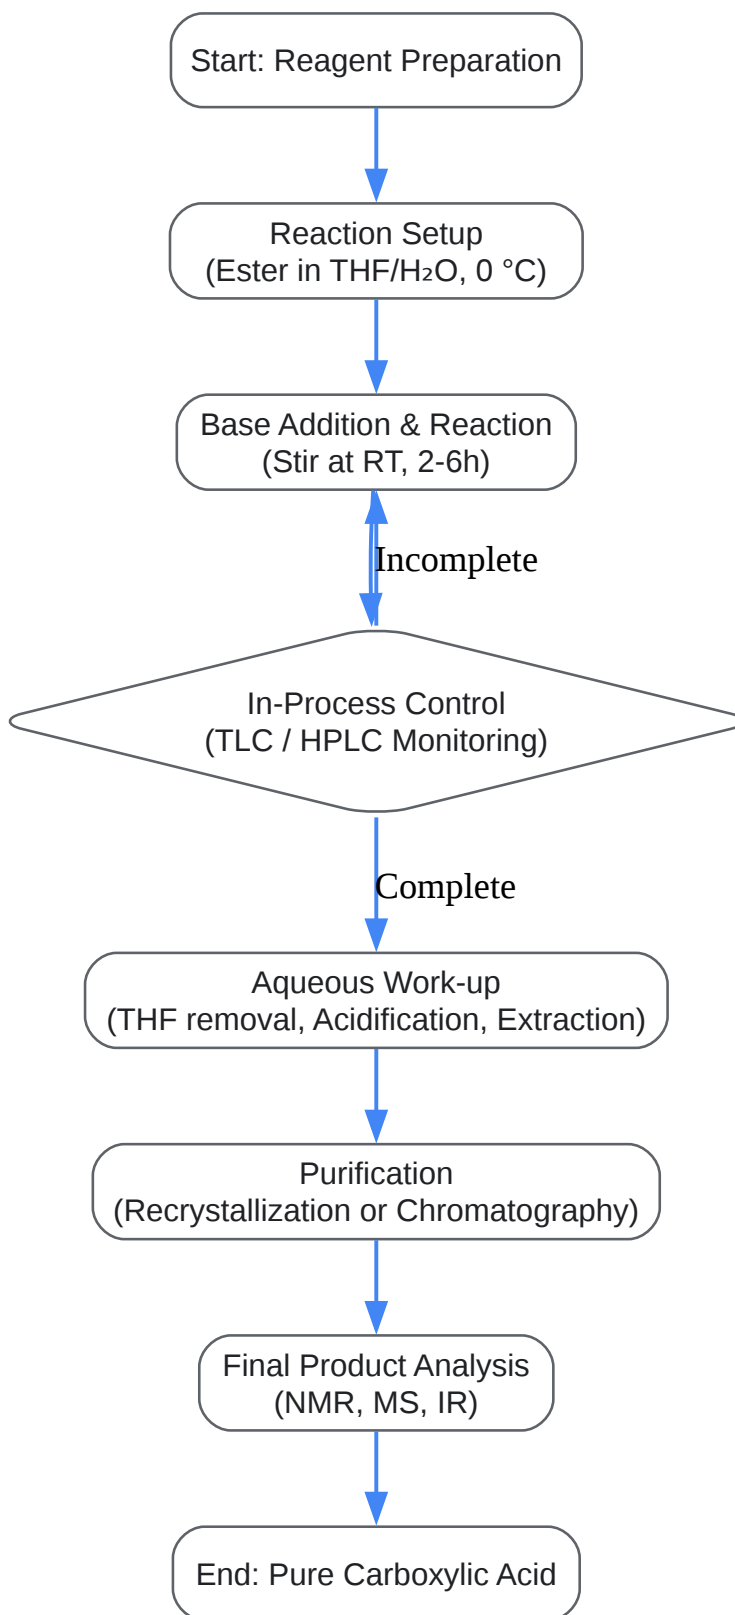 Start: Reagent Preparation
Reaction Setup
(Ester in THF/H₂O, 0 °C)
Base Addition & Reaction
(Stir at RT, 2-6h)
Incomplete
In-Process Control
(TLC / HPLC Monitoring)
Complete
Aqueous Work-up
(THF removal, Acidification, Extraction)
Purification
(Recrystallization or Chromatography)
Final Product Analysis
(NMR, MS, IR)
End: Pure Carboxylic Acid